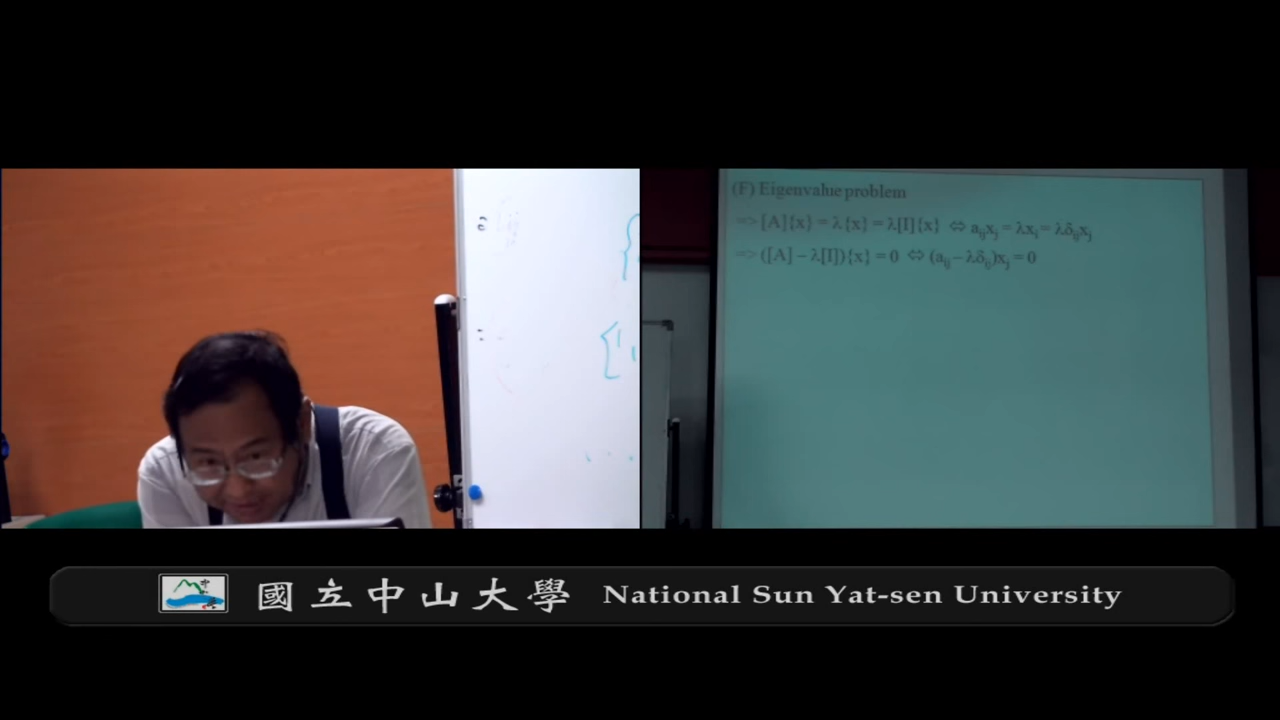 (F) Eigenvalue problem
=> [A]{x} = λ{x} = λ[I]{x} ⇔ aᵢⱼxⱼ = λxᵢ = λδᵢⱼxⱼ
=> ([A] − λ[I]){x} = 0 ⇔ (aᵢⱼ − λδᵢⱼ)xⱼ = 0
國立中山大學 National Sun Yat-sen University